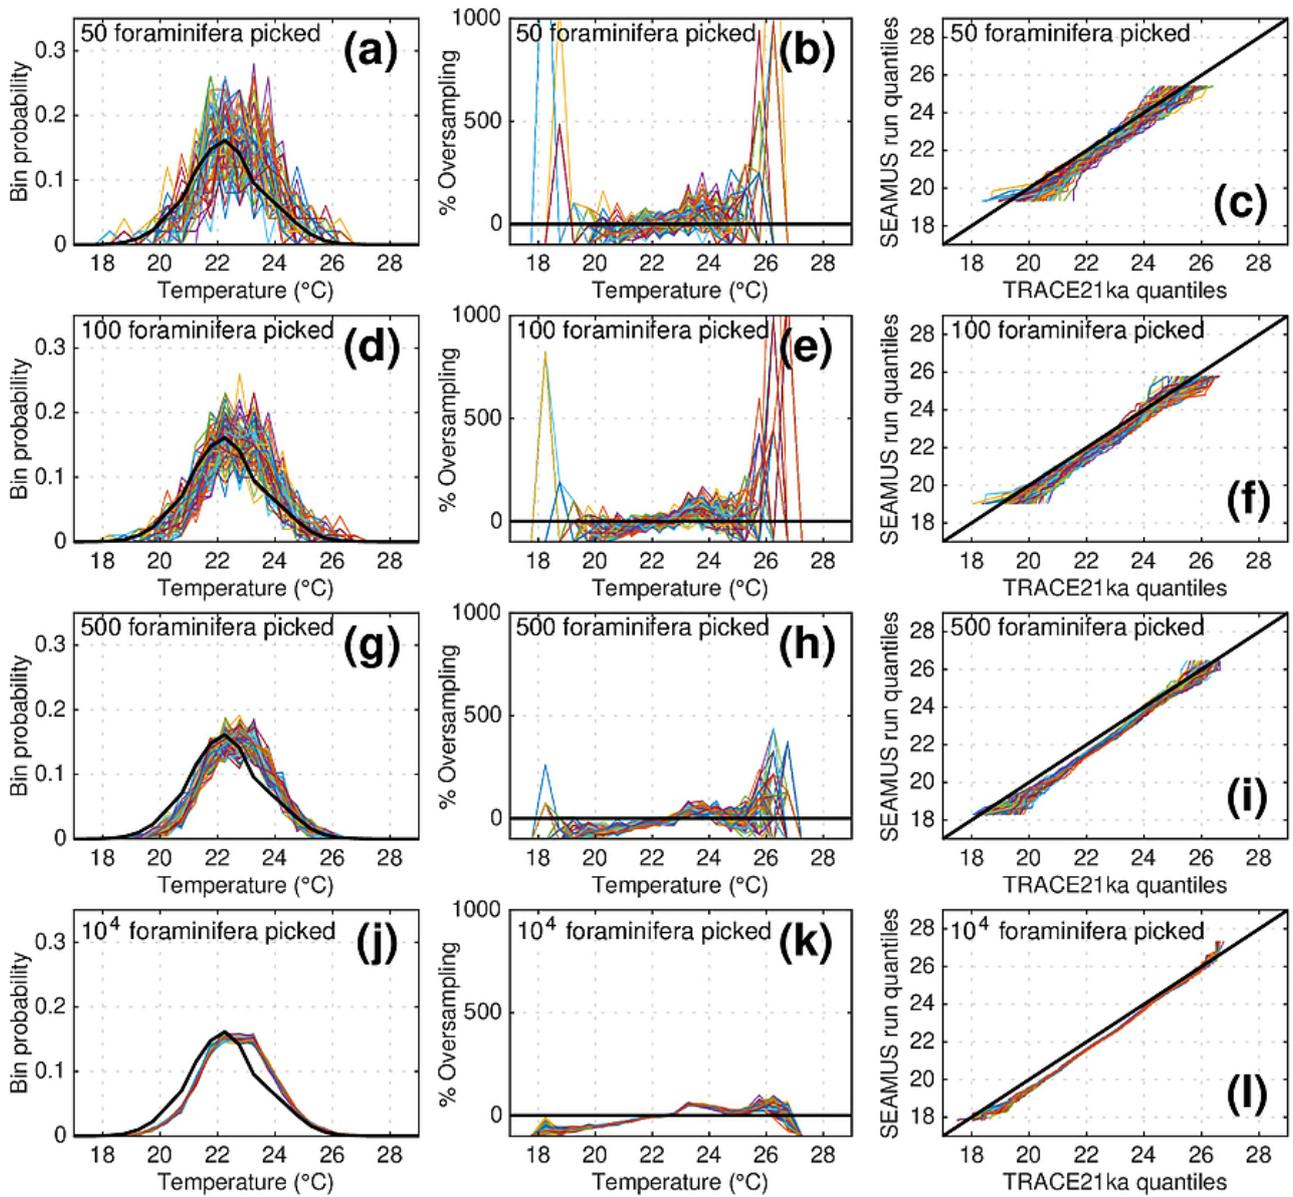 50 foraminifera picked
(a)
0.3
0.2
0.1
0
Bin probability
18 20 22 24 26 28
Temperature (°C)
50 foraminifera picked
(b)
1000
500
0
% Oversampling
18 20 22 24 26 28
Temperature (°C)
50 foraminifera picked
(c)
28
26
24
22
20
18
SEAMUS run quantiles
18 20 22 24 26 28
TRACE21ka quantiles
100 foraminifera picked
(d)
0.3
0.2
0.1
0
Bin probability
18 20 22 24 26 28
Temperature (°C)
100 foraminifera picked
(e)
1000
500
0
% Oversampling
18 20 22 24 26 28
Temperature (°C)
100 foraminifera picked
(f)
28
26
24
22
20
18
SEAMUS run quantiles
18 20 22 24 26 28
TRACE21ka quantiles
500 foraminifera picked
(g)
0.3
0.2
0.1
0
Bin probability
18 20 22 24 26 28
Temperature (°C)
500 foraminifera picked
(h)
1000
500
0
% Oversampling
18 20 22 24 26 28
Temperature (°C)
500 foraminifera picked
(i)
28
26
24
22
20
18
SEAMUS run quantiles
18 20 22 24 26 28
TRACE21ka quantiles
10⁴ foraminifera picked
(j)
0.3
0.2
0.1
0
Bin probability
18 20 22 24 26 28
Temperature (°C)
10⁴ foraminifera picked
(k)
1000
500
0
% Oversampling
18 20 22 24 26 28
Temperature (°C)
10⁴ foraminifera picked
(l)
28
26
24
22
20
18
SEAMUS run quantiles
18 20 22 24 26 28
TRACE21ka quantiles